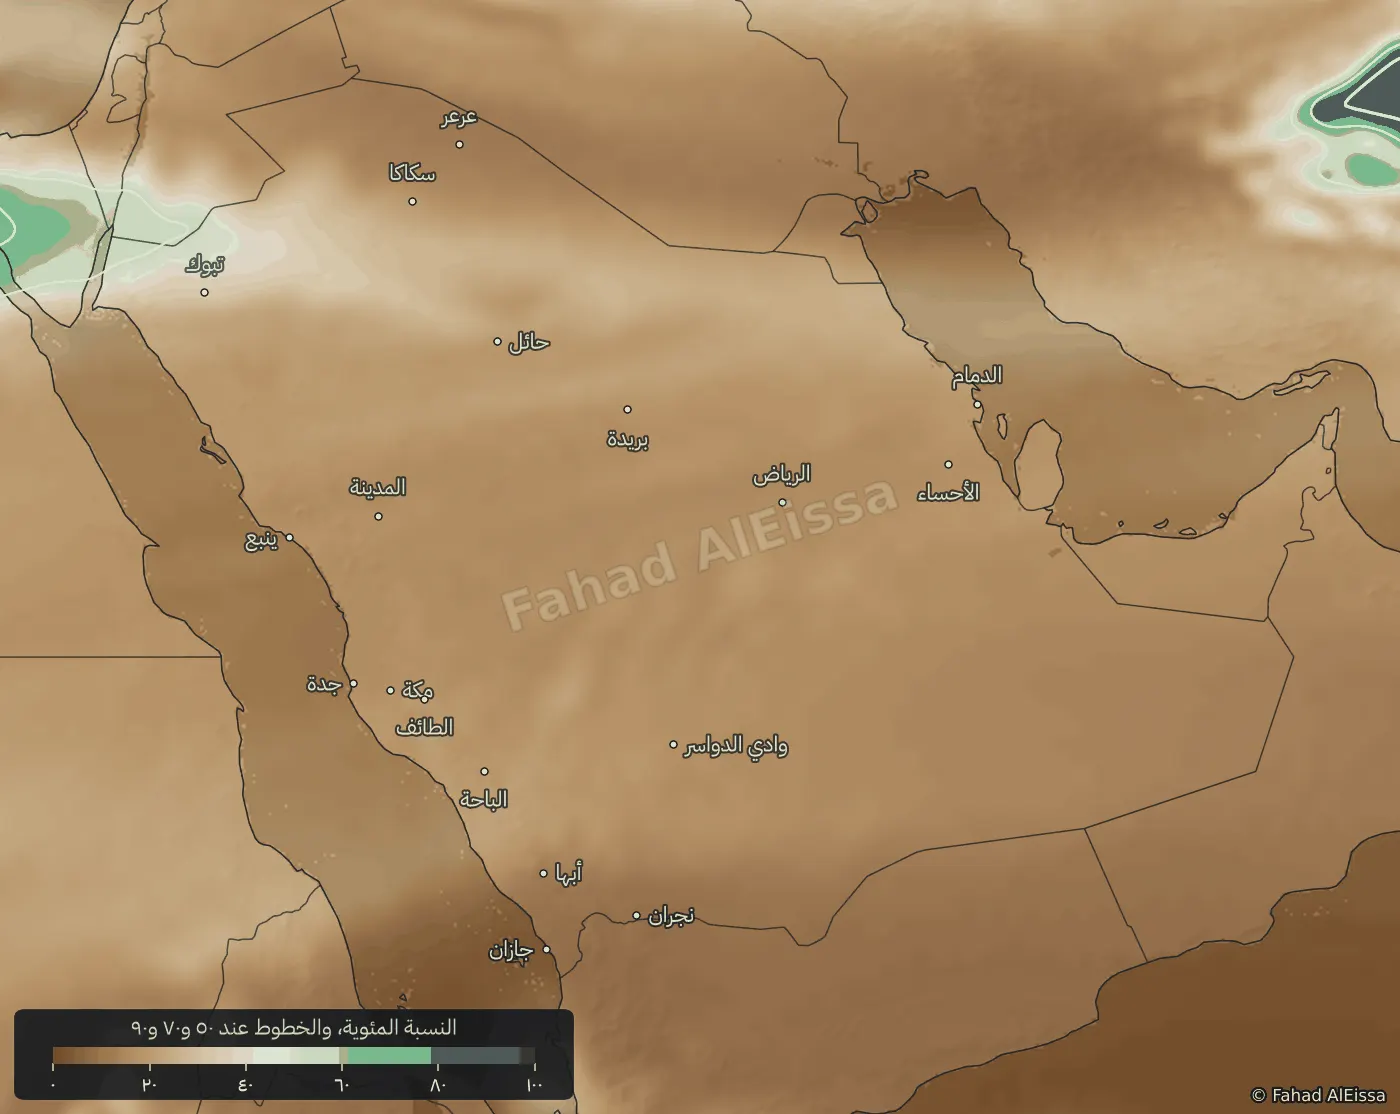 عرعر
سكاكا
تبوك
حائل
الدمام
بريدة
الرياض
المدينة
الأحساء
ينبع
Fahad AlEissa
جدة
مكة
الطائف
وادي الدواسر
الباحة
أبها
نجران
جازان
النسبة المئوية، والخطوط عند ٥٠ و٧٠ و٩٠
٠ ٢٠ ٤٠ ٦٠ ٨٠ ١٠٠
© Fahad AlEissa